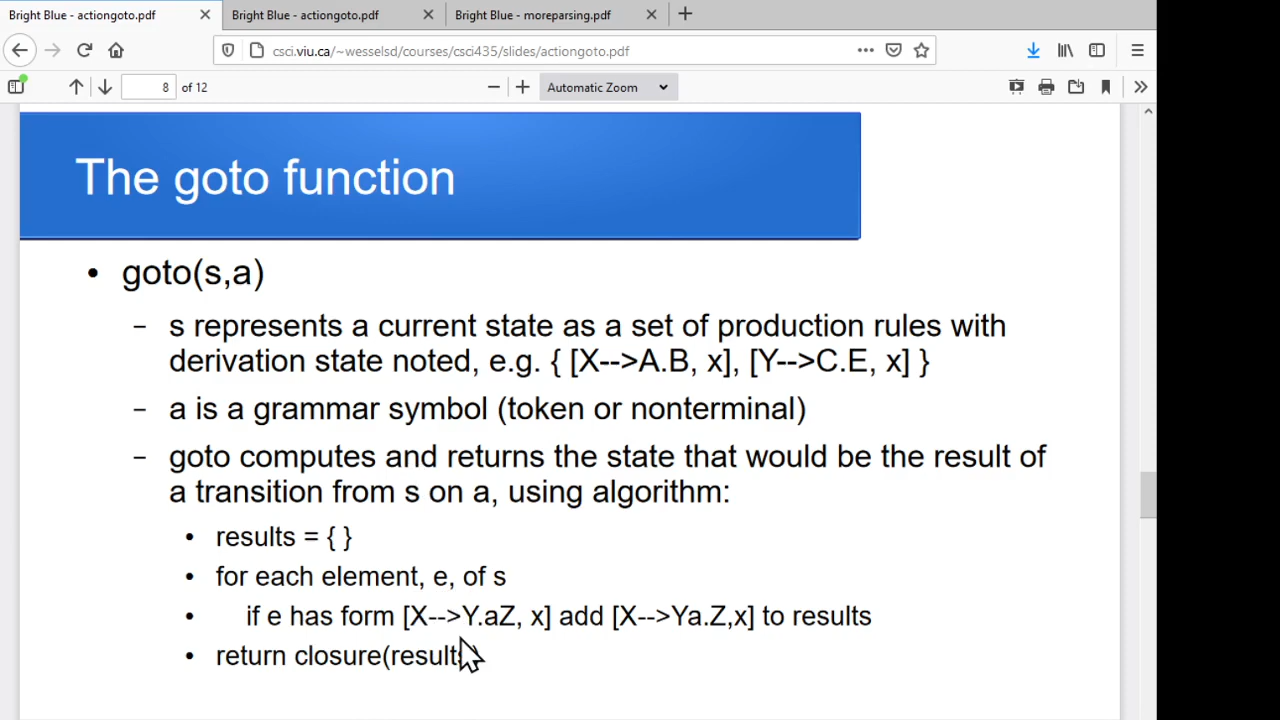 Bright Blue - actiongoto.pdf
Bright Blue - actiongoto.pdf
Bright Blue - moreparsing.pdf
csci.viu.ca/~wesselsd/courses/csci435/slides/actiongoto.pdf
8 of 12
Automatic Zoom
The goto function
• goto(s,a)
– s represents a current state as a set of production rules with
derivation state noted, e.g. { [X-->A.B, x], [Y-->C.E, x] }
– a is a grammar symbol (token or nonterminal)
– goto computes and returns the state that would be the result of
a transition from s on a, using algorithm:
• results = { }
• for each element, e, of s
• if e has form [X-->Y.aZ, x] add [X-->Ya.Z,x] to results
• return closure(results)